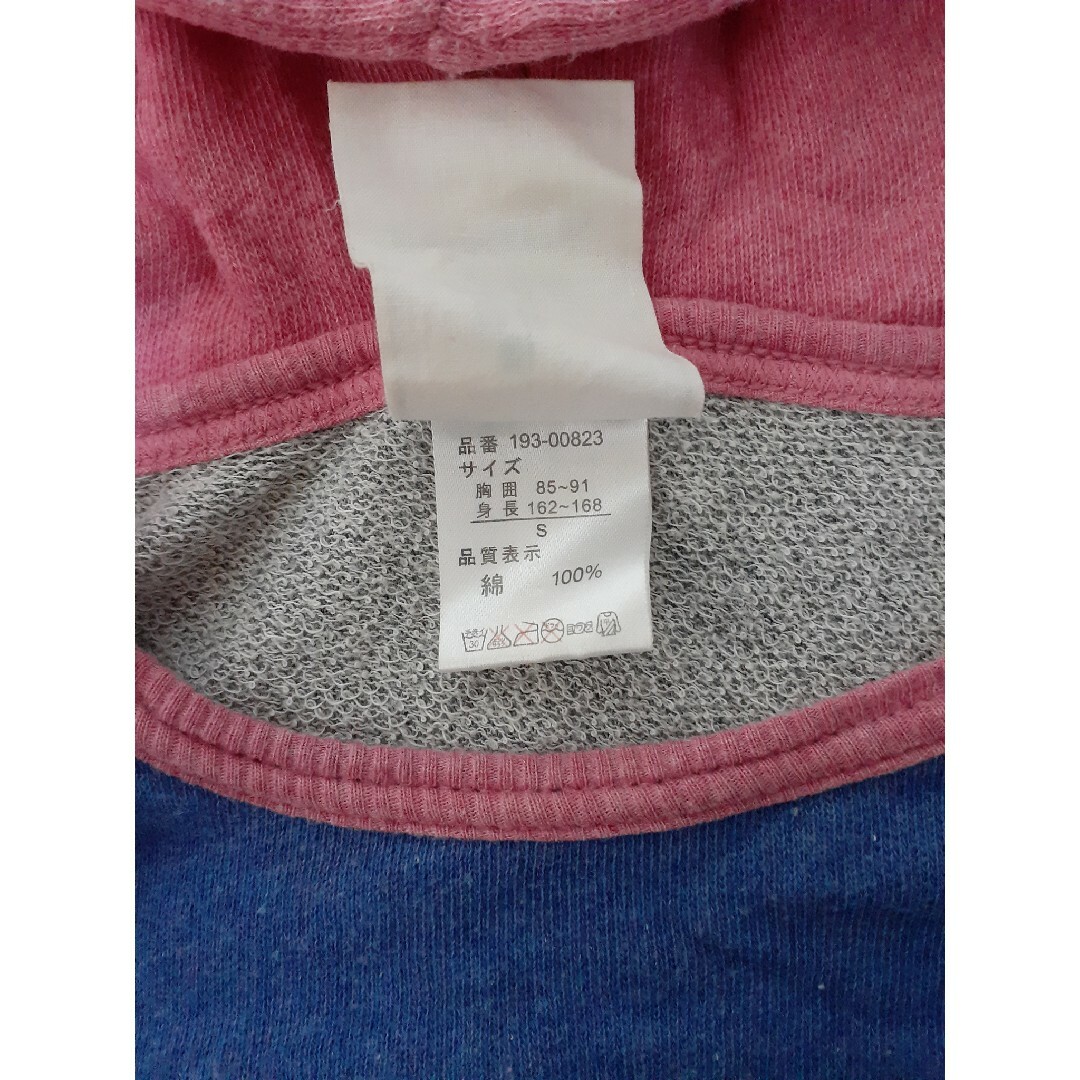 品番 193-00823
サイズ
胸囲 85~91
身長 162~168
S
品質表示
綿 100%
30